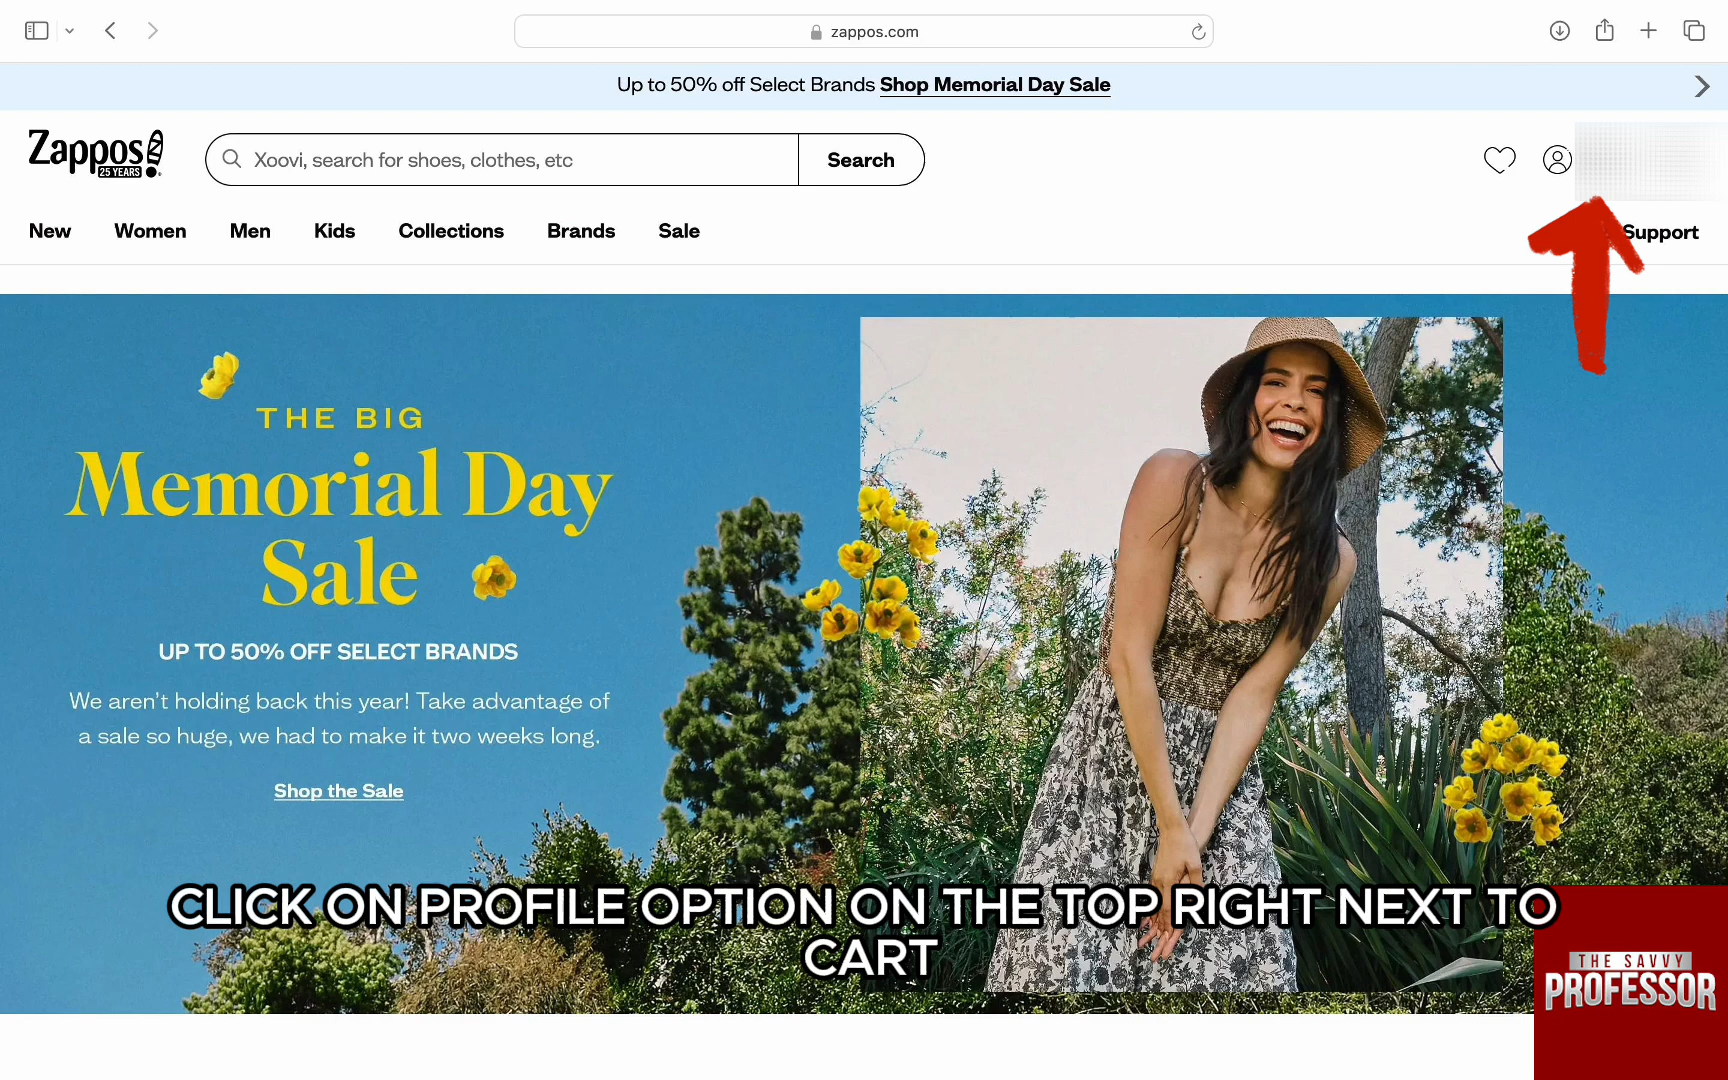 zappos.com
Up to 50% off Select Brands Shop Memorial Day Sale
Zappos!
25 YEARS
Xoovi, search for shoes, clothes, etc
Search
New Women Men Kids Collections Brands Sale
Support
THE BIG
Memorial Day
Sale
UP TO 50% OFF SELECT BRANDS
We aren't holding back this year! Take advantage of
a sale so huge, we had to make it two weeks long.
Shop the Sale
CLICK ON PROFILE OPTION ON THE TOP RIGHT NEXT TO
CART
THE SAVVY
PROFESSOR